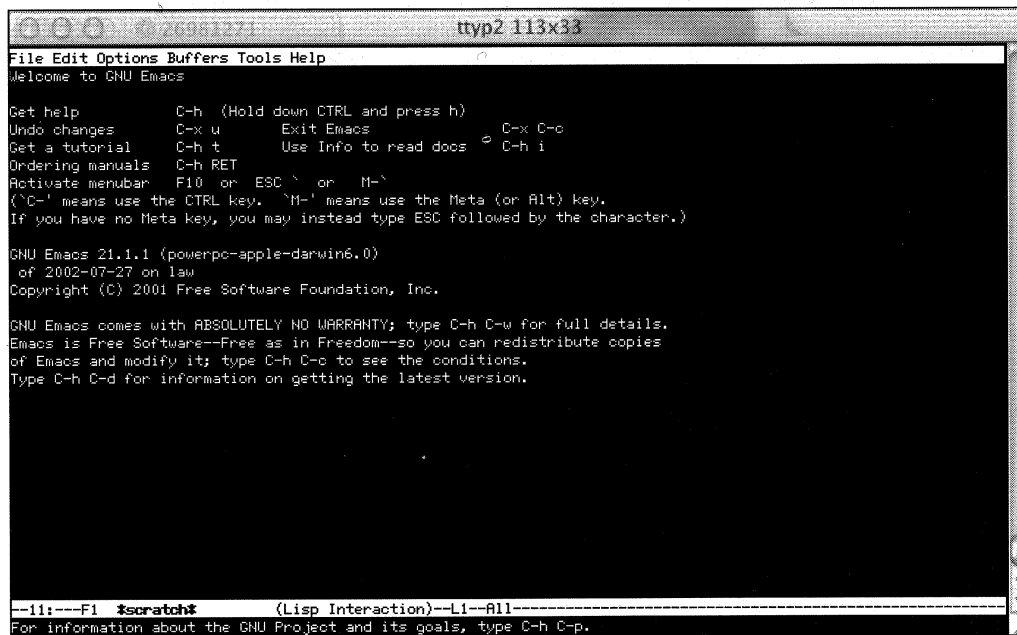 ttyp2 113x33
File Edit Options Buffers Tools Help
Welcome to GNU Emacs
Get help C-h (Hold down CTRL and press h)
Undo changes C-x u Exit Emacs C-x C-c
Get a tutorial C-h t Use Info to read docs C-h i
Ordering manuals C-h RET
Activate menubar F10 or ESC ` or M-`
(`C-' means use the CTRL key. `M-' means use the Meta (or Alt) key.
If you have no Meta key, you may instead type ESC followed by the character.)
GNU Emacs 21.1.1 (powerpc-apple-darwin6.0)
of 2002-07-27 on law
Copyright (C) 2001 Free Software Foundation, Inc.
GNU Emacs comes with ABSOLUTELY NO WARRANTY; type C-h C-w for full details.
Emacs is Free Software--Free as in Freedom--so you can redistribute copies
of Emacs and modify it; type C-h C-c to see the conditions.
Type C-h C-d for information on getting the latest version.
--11:---F1 *scratch* (Lisp Interaction)--L1--All--------------------------------------------------------------
For information about the GNU Project and its goals, type C-h C-p.